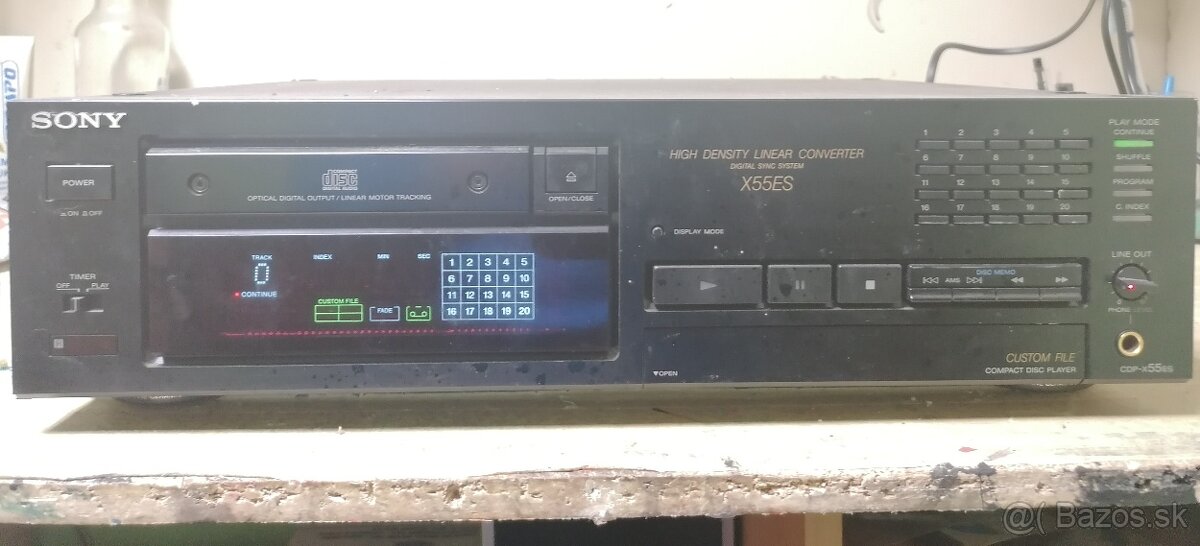 SONY
POWER
ON OFF
TIMER
OFF PLAY
COMPACT
disc
DIGITAL AUDIO
OPTICAL DIGITAL OUTPUT / LINEAR MOTOR TRACKING
OPEN/CLOSE
TRACK INDEX MIN SEC
0
CONTINUE
CUSTOM FILE
FADE
1 2 3 4 5
6 7 8 9 10
11 12 13 14 15
16 17 18 19 20
HIGH DENSITY LINEAR CONVERTER
DIGITAL SYNC SYSTEM
X55ES
DISPLAY MODE
AMS
DISC MEMO
▼OPEN
CUSTOM FILE
COMPACT DISC PLAYER
1 2 3 4 5
6 7 8 9 10
11 12 13 14 15
16 17 18 19 20
PLAY MODE
CONTINUE
SHUFFLE
PROGRAM
C. INDEX
LINE OUT
PHONE LEVEL
CDP-X55ES
@( Bazos.sk